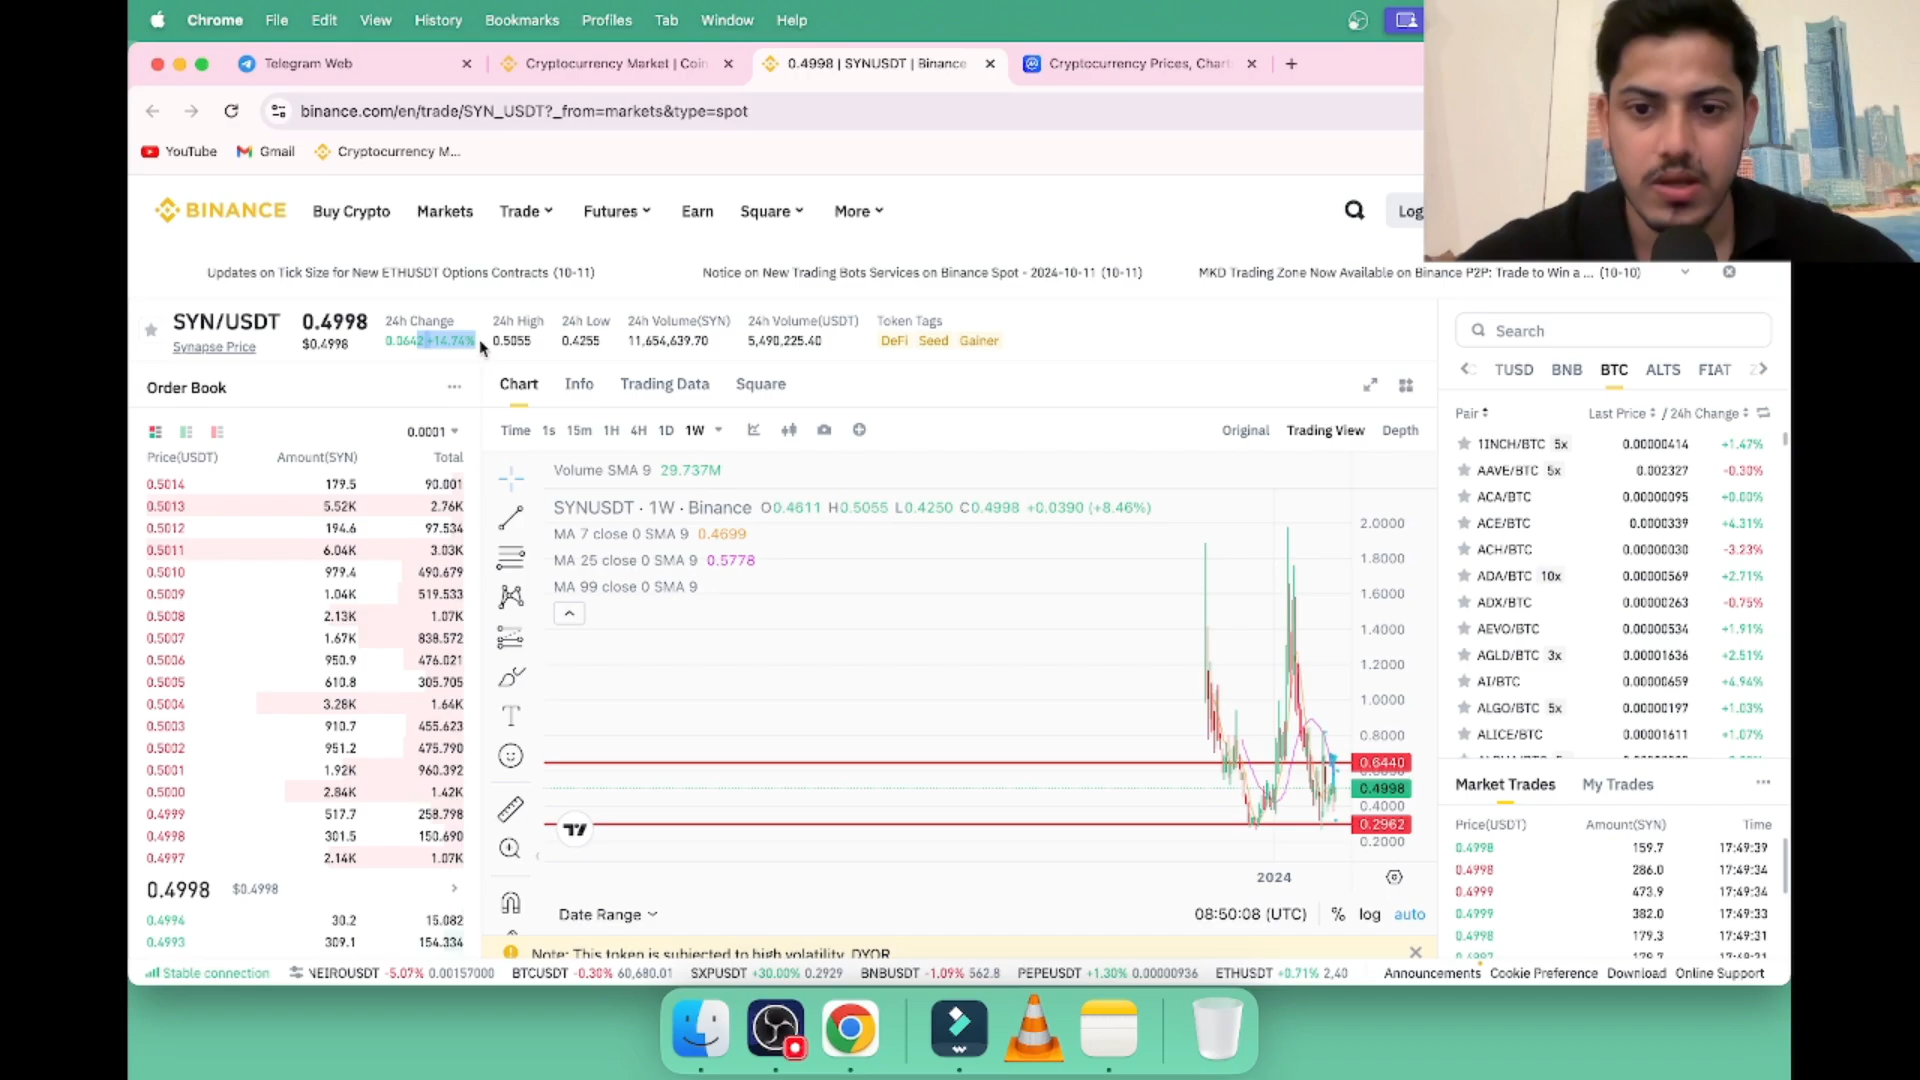 Chrome File Edit View History Bookmarks Profiles Tab Window Help
Telegram Web
Cryptocurrency Market | Coin
0.4998 | SYNUSDT | Binance
Cryptocurrency Prices, Chart
binance.com/en/trade/SYN_USDT?_from=markets&type=spot
YouTube Gmail Cryptocurrency M...
BINANCE Buy Crypto Markets Trade Futures Earn Square More Log
Updates on Tick Size for New ETHUSDT Options Contracts (10-11)
Notice on New Trading Bots Services on Binance Spot - 2024-10-11 (10-11)
MKD Trading Zone Now Available on Binance P2P: Trade to Win a ... (10-10)
SYN/USDT 0.4998 24h Change 24h High 24h Low 24h Volume(SYN) 24h Volume(USDT) Token Tags
Synapse Price $0.4998 0.0642 +14.74% 0.5055 0.4255 11,654,639.70 5,490,225.40 DeFi Seed Gainer
Order Book
0.0001
Price(USDT) Amount(SYN) Total
0.5014 179.5 90.001
0.5013 5.52K 2.76K
0.5012 194.6 97.534
0.5011 6.04K 3.03K
0.5010 979.4 490.679
0.5009 1.04K 519.533
0.5008 2.13K 1.07K
0.5007 1.67K 838.572
0.5006 950.9 476.021
0.5005 610.8 305.705
0.5004 3.28K 1.64K
0.5003 910.7 455.623
0.5002 951.2 475.790
0.5001 1.92K 960.392
0.5000 2.84K 1.42K
0.4999 517.7 258.798
0.4998 301.5 150.690
0.4997 2.14K 1.07K
0.4998 $0.4998
0.4994 30.2 15.082
0.4993 309.1 154.334
Chart Info Trading Data Square
Time 1s 15m 1H 4H 1D 1W
Original Trading View Depth
Volume SMA 9 29.737M
SYNUSDT · 1W · Binance O0.4611 H0.5055 L0.4250 C0.4998 +0.0390 (+8.46%)
MA 7 close 0 SMA 9 0.4699
MA 25 close 0 SMA 9 0.5778
MA 99 close 0 SMA 9
2.0000
1.8000
1.6000
1.4000
1.2000
1.0000
0.8000
0.6440
0.4998
0.4000
0.2962
0.2000
2024
Date Range 08:50:08 (UTC) % log auto
Note: This token is subjected to high volatility. DYOR
Search
TUSD BNB BTC ALTS FIAT
Pair Last Price / 24h Change
1INCH/BTC 5x 0.00000414 +1.47%
AAVE/BTC 5x 0.002327 -0.30%
ACA/BTC 0.00000095 +0.00%
ACE/BTC 0.0000339 +4.31%
ACH/BTC 0.00000030 -3.23%
ADA/BTC 10x 0.00000569 +2.71%
ADX/BTC 0.00000263 -0.75%
AEVO/BTC 0.00000534 +1.91%
AGLD/BTC 3x 0.00001636 +2.51%
AI/BTC 0.00000659 +4.94%
ALGO/BTC 5x 0.00000197 +1.03%
ALICE/BTC 0.00001611 +1.07%
Market Trades My Trades
Price(USDT) Amount(SYN) Time
0.4998 159.7 17:49:39
0.4998 286.0 17:49:34
0.4999 473.9 17:49:34
0.4999 382.0 17:49:33
0.4998 179.3 17:49:31
Stable connection NEIROUSDT -5.07% 0.00157000 BTCUSDT -0.30% 60,680.01 SXPUSDT +30.00% 0.2929 BNBUSDT -1.09% 562.8 PEPEUSDT +1.30% 0.00000936 ETHUSDT +0.71% 2,40
Announcements Cookie Preference Download Online Support